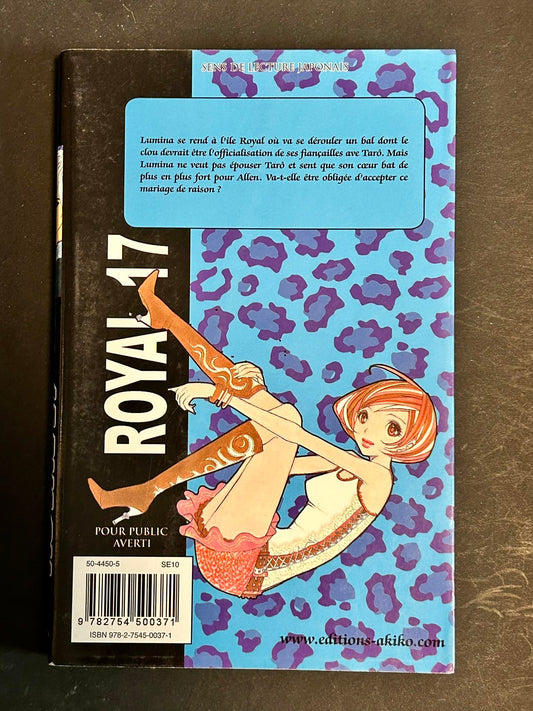 SENS DE LECTURE JAPONAIS
Lumina se rend à l'île Royal où va se dérouler un bal dont le
clou devrait être l'officialisation de ses fiançailles ave Tarô. Mais
Lumina ne veut pas épouser Tarô et sent que son cœur bat de
plus en plus fort pour Allen. Va-t-elle être obligée d'accepter ce
mariage de raison ?
ROYAL 17
POUR PUBLIC
AVERTI
50-4450-5 SE10
9 782754 500371
ISBN 978-2-7545-0037-1
www.editions-akiko.com